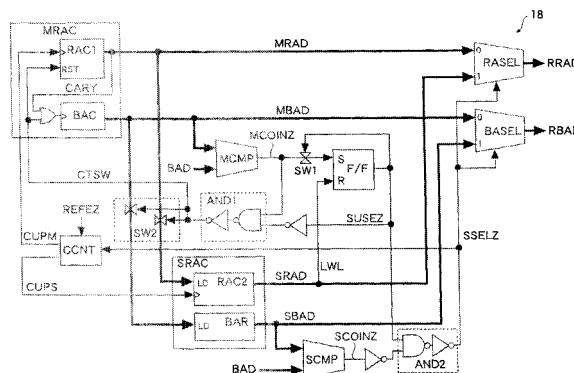 18
MRAC
RAC1
RST
CARY
BAC
MRAD
0
1
RASEL
RRAD
MBAD
0
1
BASEL
RBAD
MCOINZ
MCMP
BAD
SW1
S
F/F
R
CTSW
AND1
SW2
SUSEZ
REFEZ
CUPM
CCNT
SSELZ
SRAC
LWL
CUPS
LD
RAC2
SRAD
LD
BAR
SBAD
SCOINZ
SCMP
BAD
AND2